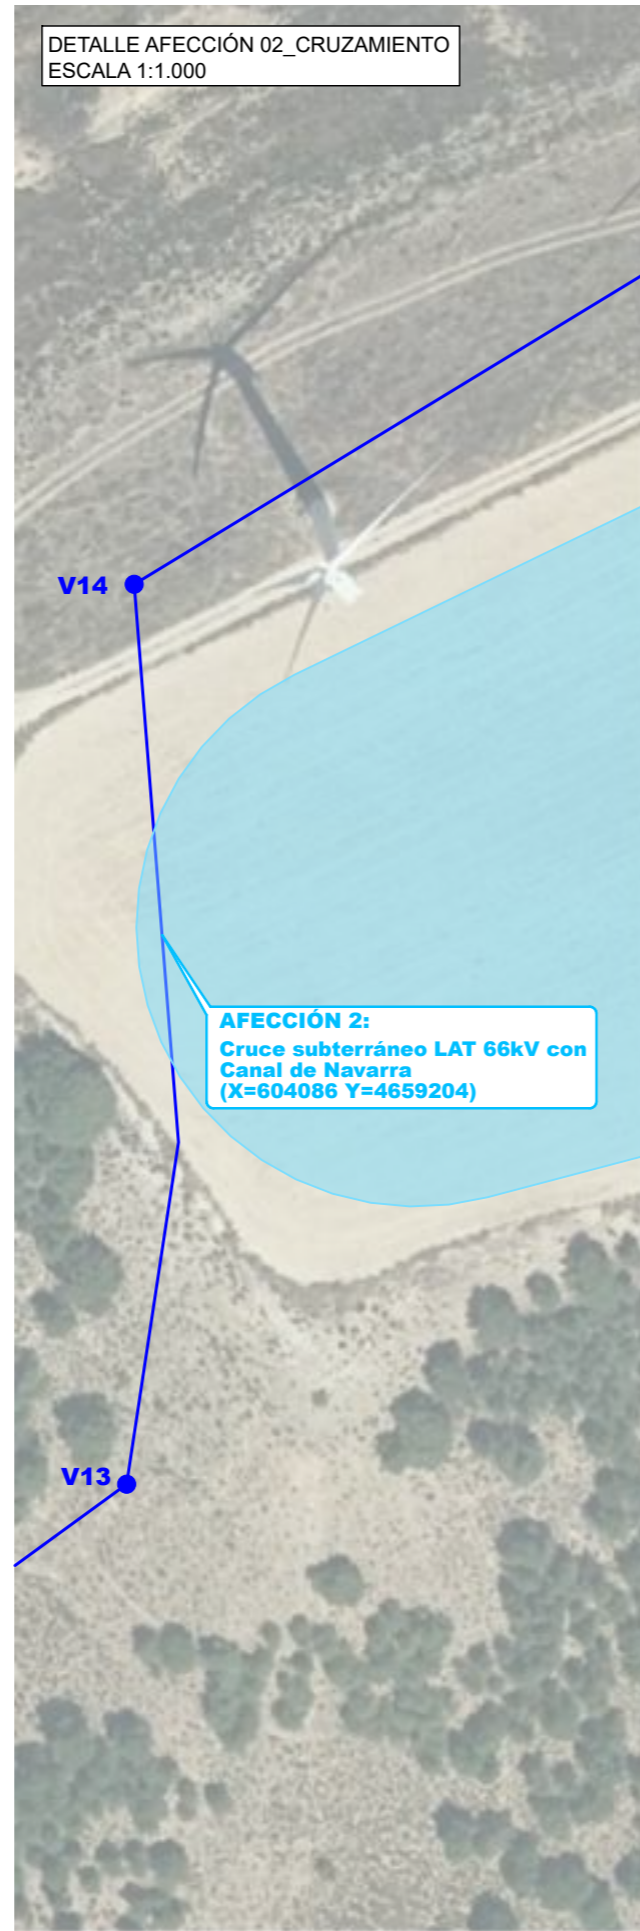 DETALLE AFECCIÓN 02_CRUZAMIENTO
ESCALA 1:1.000
V14
AFECCIÓN 2:
Cruce subterráneo LAT 66kV con
Canal de Navarra
(X=604086 Y=4659204)
V13